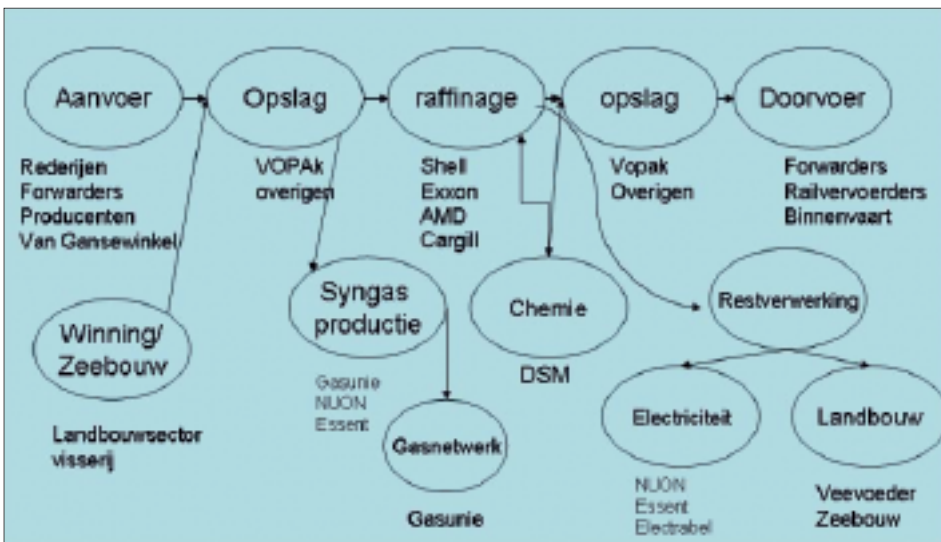 Aanvoer
Opslag
raffinage
opslag
Doorvoer
Rederijen
Forwarders
Producenten
Van Gansewinkel
VOPAk
overigen
Shell
Exxon
AMD
Cargill
Vopak
Overigen
Forwarders
Railvervoerders
Binnenvaart
Winning/
Zeebouw
Landbouwsector
visserij
Syngas
productie
Gasunie
NUON
Essent
Gasnetwerk
Gasunie
Chemie
DSM
Restverwerking
Electriciteit
NUON
Essent
Electrabel
Landbouw
Veevoeder
Zeebouw